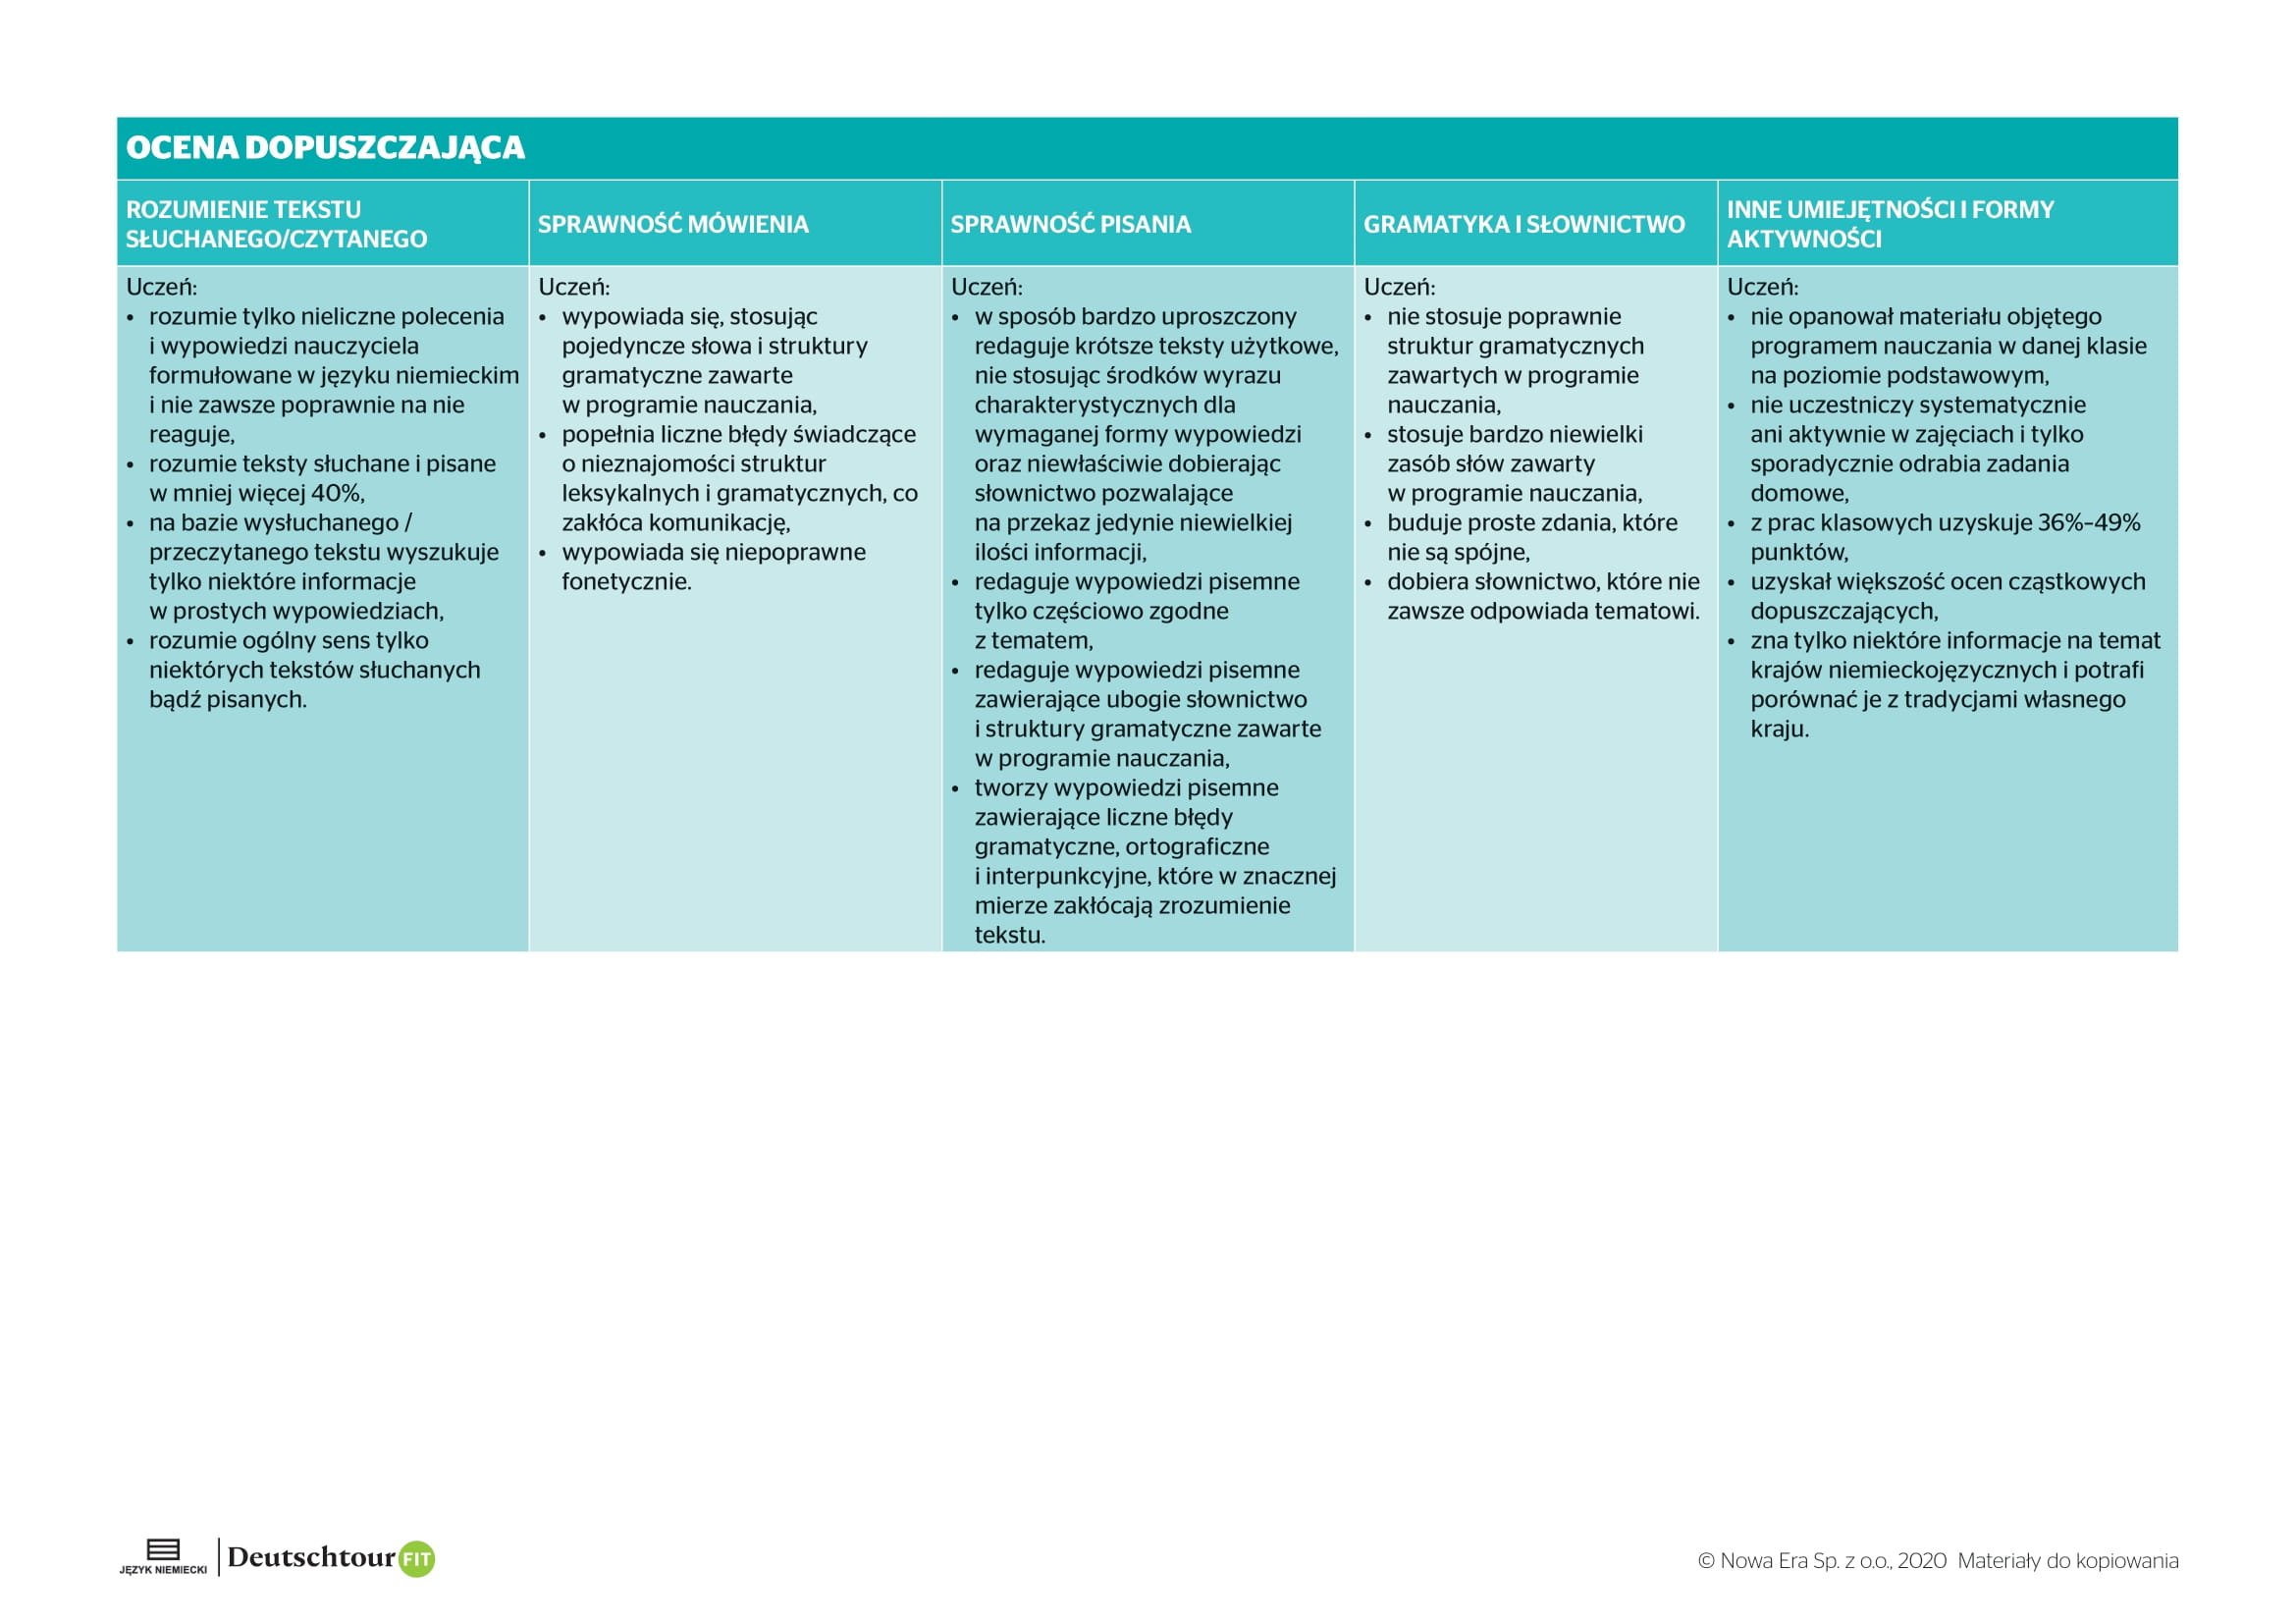 OCENA DOPUSZCZAJĄCA
ROZUMIENIE TEKSTU
SŁUCHANEGO/CZYTANEGO
SPRAWNOŚĆ MÓWIENIA
SPRAWNOŚĆ PISANIA
GRAMATYKA I SŁOWNICTWO
INNE UMIEJĘTNOŚCI I FORMY
AKTYWNOŚCI
Uczeń:
• rozumie tylko nieliczne polecenia
i wypowiedzi nauczyciela
formułowane w języku niemieckim
i nie zawsze poprawnie na nie
reaguje,
• rozumie teksty słuchane i pisane
w mniej więcej 40%,
• na bazie wysłuchanego /
przeczytanego tekstu wyszukuje
tylko niektóre informacje
w prostych wypowiedziach,
• rozumie ogólny sens tylko
niektórych tekstów słuchanych
bądź pisanych.
Uczeń:
• wypowiada się, stosując
pojedyncze słowa i struktury
gramatyczne zawarte
w programie nauczania,
• popełnia liczne błędy świadczące
o nieznajomości struktur
leksykalnych i gramatycznych, co
zakłóca komunikację,
• wypowiada się niepoprawne
fonetycznie.
Uczeń:
• w sposób bardzo uproszczony
redaguje krótsze teksty użytkowe,
nie stosując środków wyrazu
charakterystycznych dla
wymaganej formy wypowiedzi
oraz niewłaściwie dobierając
słownictwo pozwalające
na przekaz jedynie niewielkiej
ilości informacji,
• redaguje wypowiedzi pisemne
tylko częściowo zgodne
z tematem,
• redaguje wypowiedzi pisemne
zawierające ubogie słownictwo
i struktury gramatyczne zawarte
w programie nauczania,
• tworzy wypowiedzi pisemne
zawierające liczne błędy
gramatyczne, ortograficzne
i interpunkcyjne, które w znacznej
mierze zakłócają zrozumienie
tekstu.
Uczeń:
• nie stosuje poprawnie
struktur gramatycznych
zawartych w programie
nauczania,
• stosuje bardzo niewielki
zasób słów zawarty
w programie nauczania,
• buduje proste zdania, które
nie są spójne,
• dobiera słownictwo, które nie
zawsze odpowiada tematowi.
Uczeń:
• nie opanował materiału objętego
programem nauczania w danej klasie
na poziomie podstawowym,
• nie uczestniczy systematycznie
ani aktywnie w zajęciach i tylko
sporadycznie odrabia zadania
domowe,
• z prac klasowych uzyskuje 36%–49%
punktów,
• uzyskał większość ocen cząstkowych
dopuszczających,
• zna tylko niektóre informacje na temat
krajów niemieckojęzycznych i potrafi
porównać je z tradycjami własnego
kraju.
JĘZYK NIEMIECKI
Deutschtour FIT
© Nowa Era Sp. z o.o., 2020 Materiały do kopiowania